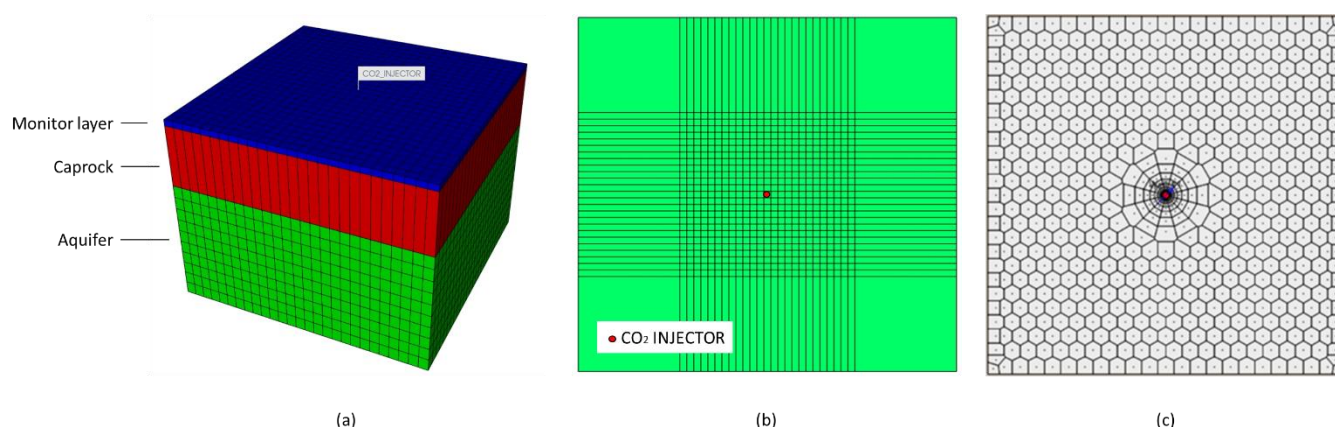 CO2_INJECTOR
Monitor layer
Caprock
Aquifer
CO₂ INJECTOR
(a)
(b)
(c)